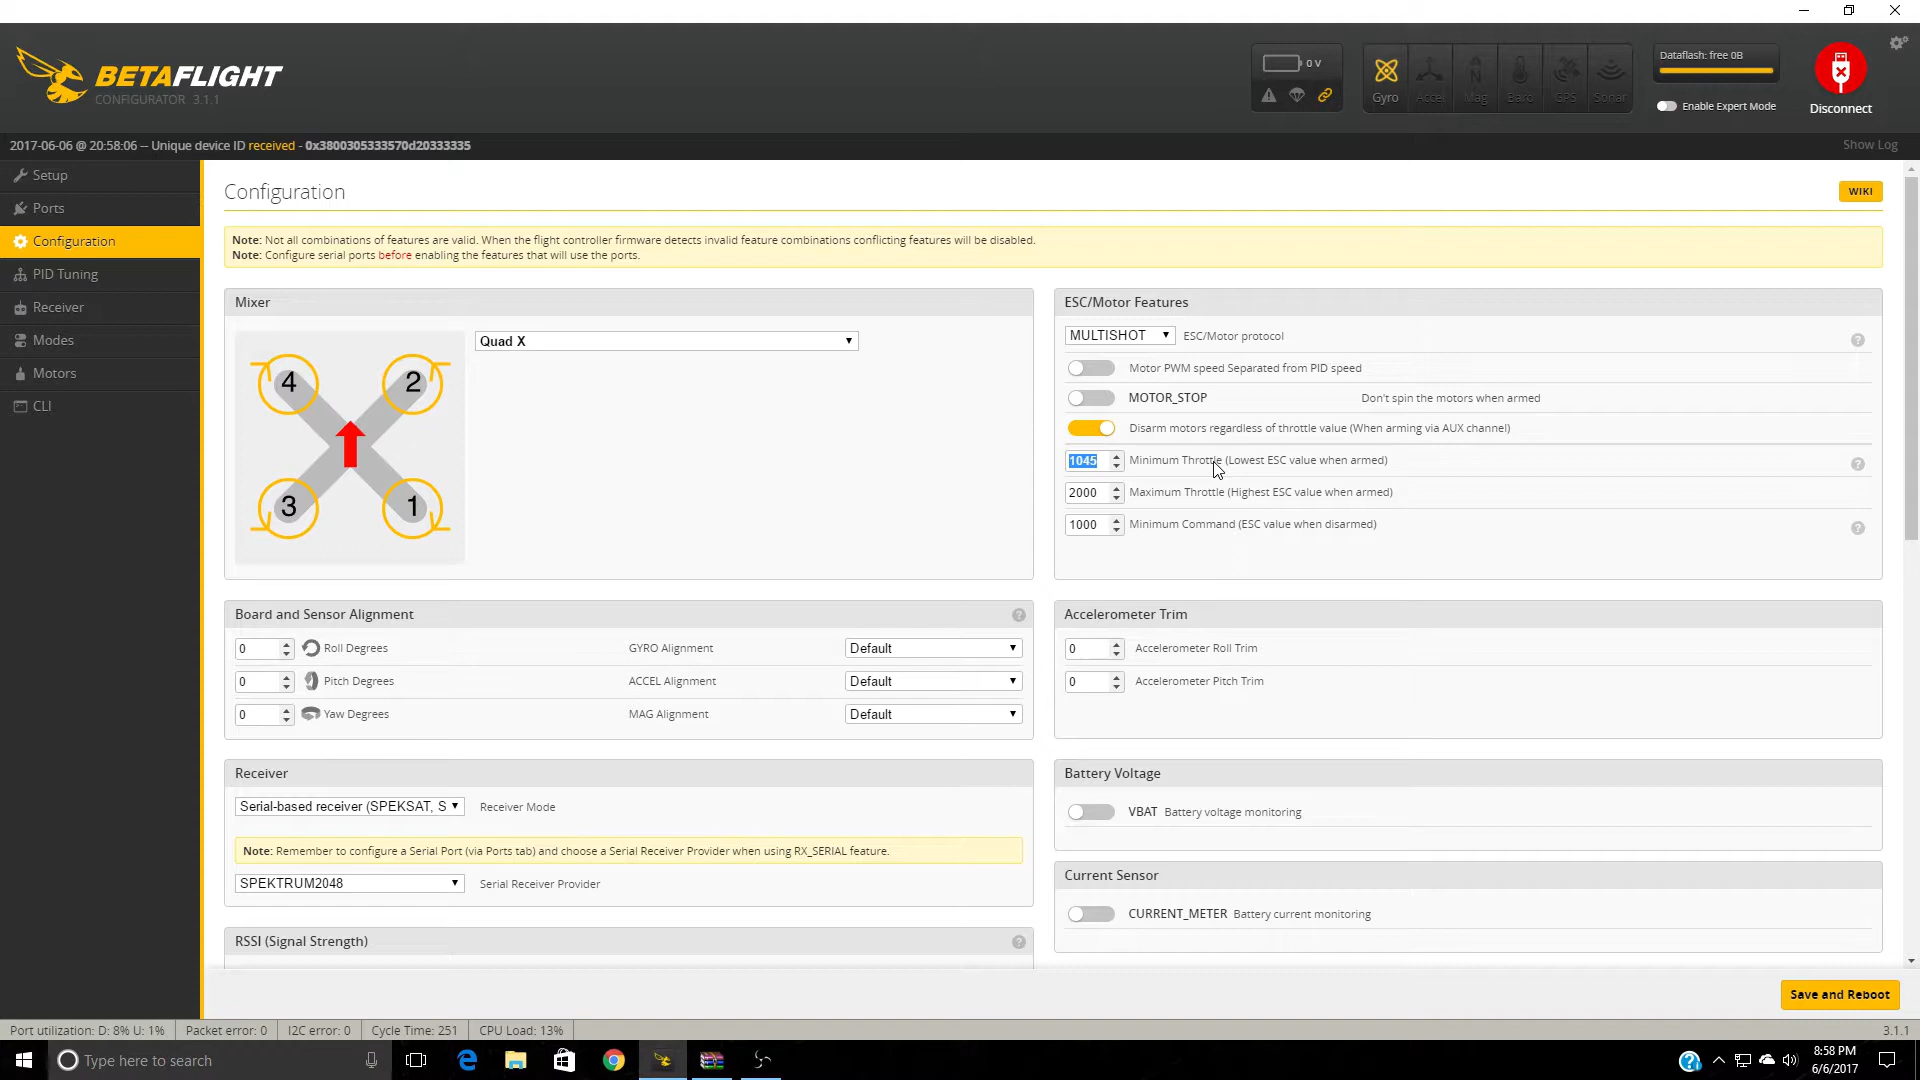 BETAFLIGHT
CONFIGURATOR 3.1.1
0 V
Gyro
Accel
Mag
Baro
GPS
Sonar
Dataflash: free 0B
Enable Expert Mode
Disconnect
2017-06-06 @ 20:58:06 -- Unique device ID received - 0x3800305333570d20333335
Show Log
Setup
Ports
Configuration
PID Tuning
Receiver
Modes
Motors
CLI
Configuration
WIKI
Note: Not all combinations of features are valid. When the flight controller firmware detects invalid feature combinations conflicting features will be disabled.
Note: Configure serial ports before enabling the features that will use the ports.
Mixer
4
2
3
1
Quad X
ESC/Motor Features
MULTISHOT ESC/Motor protocol
Motor PWM speed Separated from PID speed
MOTOR_STOP Don't spin the motors when armed
Disarm motors regardless of throttle value (When arming via AUX channel)
1045 Minimum Throttle (Lowest ESC value when armed)
2000 Maximum Throttle (Highest ESC value when armed)
1000 Minimum Command (ESC value when disarmed)
Board and Sensor Alignment
0 Roll Degrees GYRO Alignment Default
0 Pitch Degrees ACCEL Alignment Default
0 Yaw Degrees MAG Alignment Default
Accelerometer Trim
0 Accelerometer Roll Trim
0 Accelerometer Pitch Trim
Receiver
Serial-based receiver (SPEKSAT, S Receiver Mode
Note: Remember to configure a Serial Port (via Ports tab) and choose a Serial Receiver Provider when using RX_SERIAL feature.
SPEKTRUM2048 Serial Receiver Provider
Battery Voltage
VBAT Battery voltage monitoring
Current Sensor
CURRENT_METER Battery current monitoring
RSSI (Signal Strength)
Save and Reboot
Port utilization: D: 8% U: 1% Packet error: 0 I2C error: 0 Cycle Time: 251 CPU Load: 13% 3.1.1
Type here to search
8:58 PM
6/6/2017